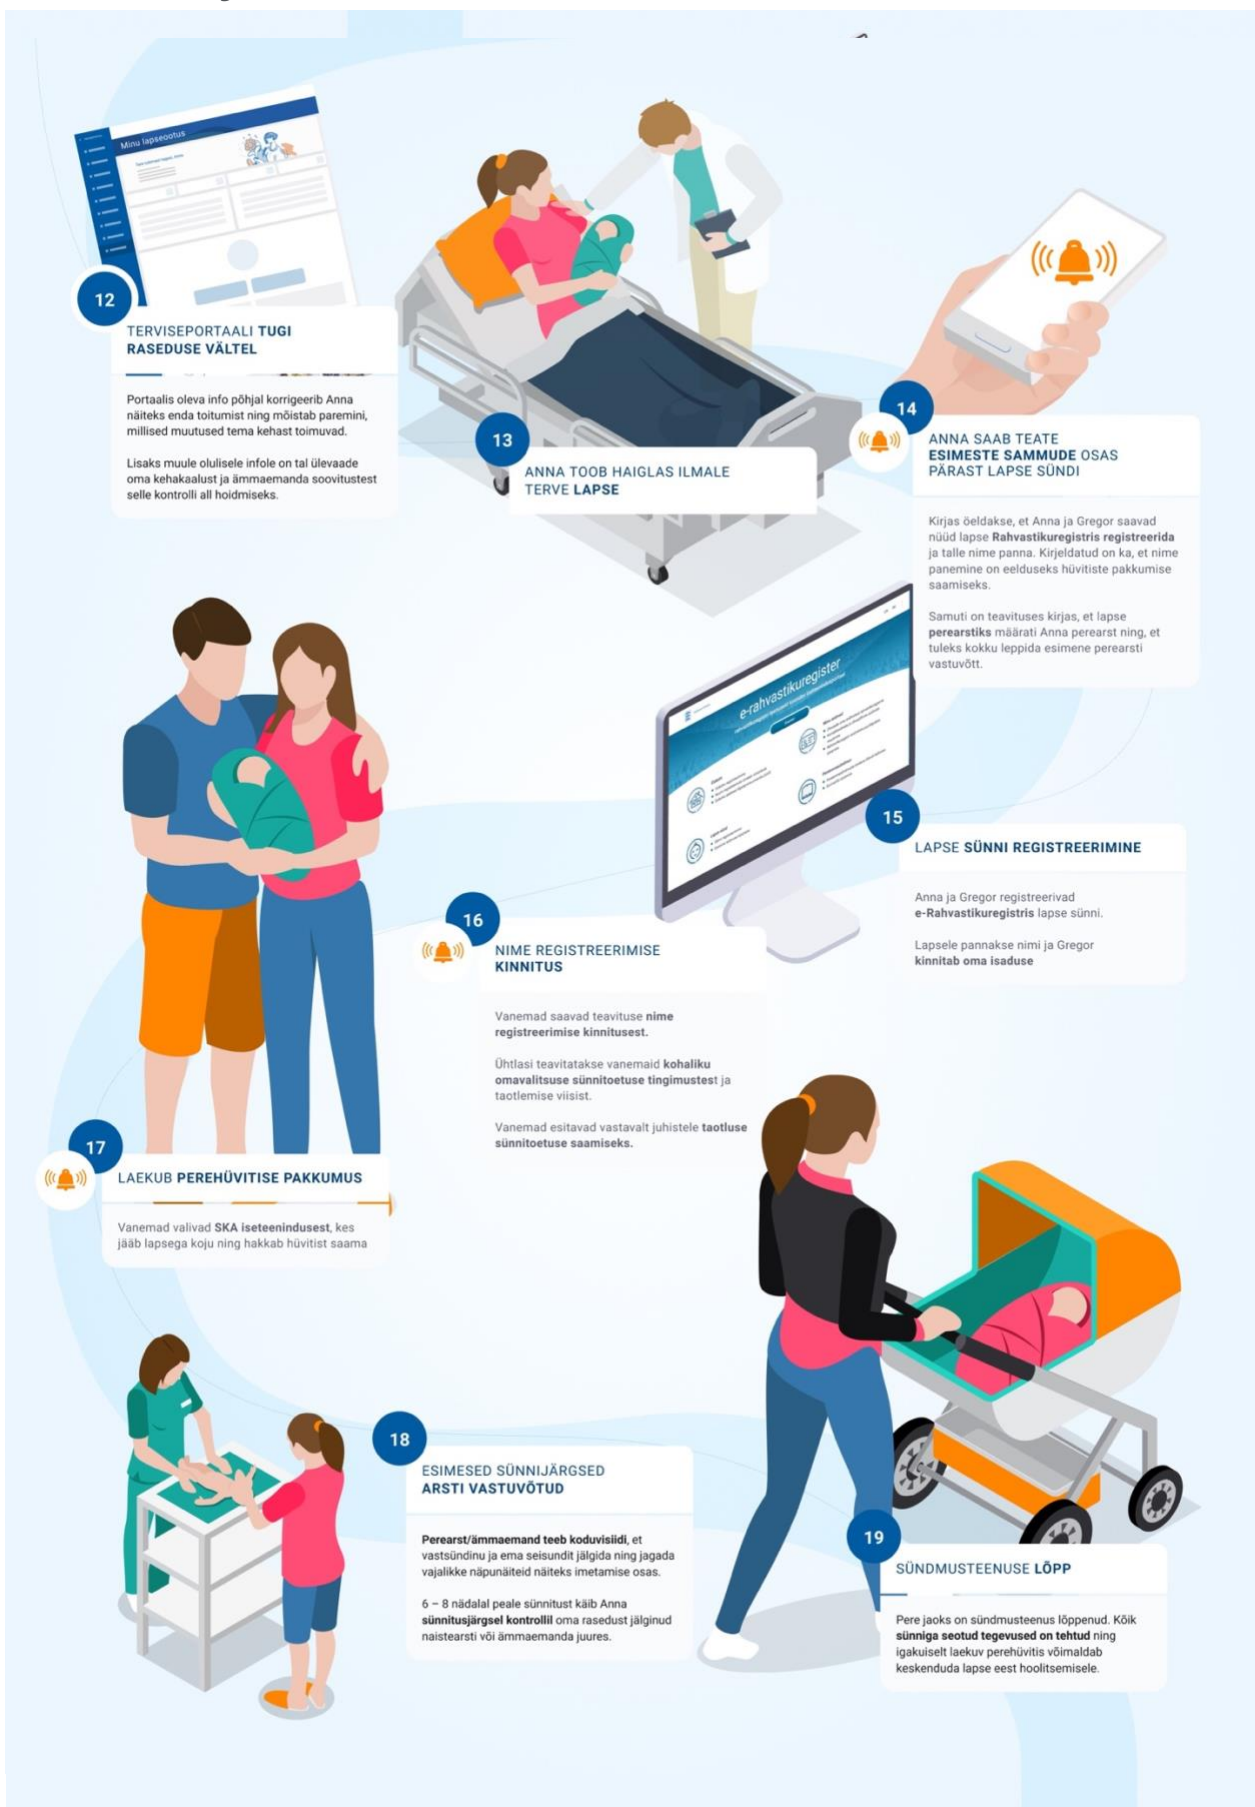 Minu lapseootus
12
TERVISEPORTAALI TUGI
RASEDUSE VÄLTEL
Portaalis oleva info põhjal korrigeerib Anna
näiteks enda toitumist ning mõistab paremini,
millised muutused tema kehast toimuvad.
Lisaks muule olulisele infole on tal ülevaade
oma kehakaalust ja ämmaemanda soovitustest
selle kontrolli all hoidmiseks.
13
ANNA TOOB HAIGLAS ILMALE
TERVE LAPSE
14
ANNA SAAB TEATE
ESIMESTE SAMMUDE OSAS
PÄRAST LAPSE SÜNDI
Kirjas öeldakse, et Anna ja Gregor saavad
nüüd lapse Rahvastikuregistris registreerida
ja talle nime panna. Kirjeldatud on ka, et nime
panemine on eelduseks hüvitiste pakkumise
saamiseks.
Samuti on teavituses kirjas, et lapse
perearstiks määrati Anna perearst ning, et
tuleks kokku leppida esimene perearsti
vastuvõtt.
e-rahvastikuregister
15
LAPSE SÜNNI REGISTREERIMINE
Anna ja Gregor registreerivad
e-Rahvastikuregistris lapse sünni.
Lapsele pannakse nimi ja Gregor
kinnitab oma isaduse
16
NIME REGISTREERIMISE
KINNITUS
Vanemad saavad teavituse nime
registreerimise kinnitusest.
Ühtlasi teavitatakse vanemaid kohaliku
omavalitsuse sünnitoetuse tingimustest ja
taotlemise viisist.
Vanemad esitavad vastavalt juhistele taotluse
sünnitoetuse saamiseks.
17
LAEKUB PEREHÜVITISE PAKKUMUS
Vanemad valivad SKA iseteenindusest, kes
jääb lapsega koju ning hakkab hüvitist saama
18
ESIMESED SÜNNIJÄRGSED
ARSTI VASTUVÕTUD
Perearst/ämmaemand teeb koduvisiidi, et
vastsündinu ja ema seisundit jälgida ning jagada
vajalikke näpunäiteid näiteks imetamise osas.
6 – 8 nädalal peale sünnitust käib Anna
sünnitusjärgsel kontrollil oma rasedust jälginud
naistearsti või ämmaemanda juures.
19
SÜNDMUSTEENUSE LÕPP
Pere jaoks on sündmusteenus lõppenud. Kõik
sünniga seotud tegevused on tehtud ning
igakuiselt laekuv perehüvitis võimaldab
keskenduda lapse eest hoolitsemisele.